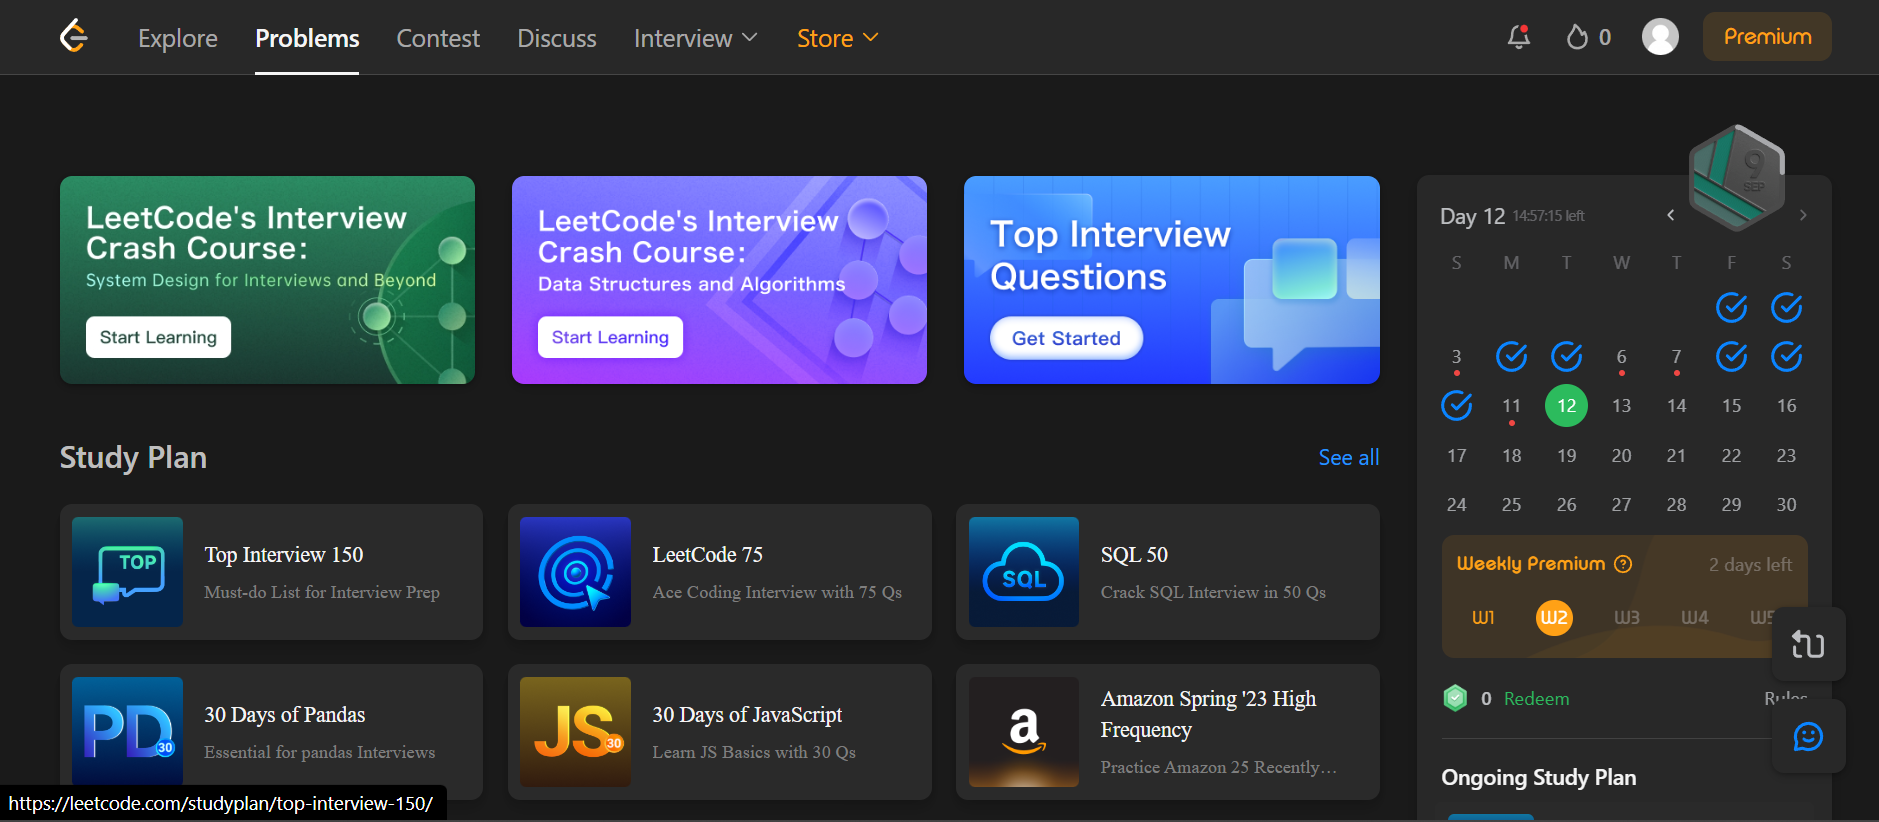 Explore Problems Contest Discuss Interview Store 0 Premium
LeetCode's Interview
Crash Course:
System Design for Interviews and Beyond
Start Learning
LeetCode's Interview
Crash Course:
Data Structures and Algorithms
Start Learning
Top Interview
Questions
Get Started
9
SEP
Day 12 14:57:15 left
S M T W T F S
3 6 7
11 12 13 14 15 16
17 18 19 20 21 22 23
24 25 26 27 28 29 30
Weekly Premium ? 2 days left
W1 W2 W3 W4 W5
0 Redeem Rules
Ongoing Study Plan
Study Plan See all
TOP
Top Interview 150
Must-do List for Interview Prep
LeetCode 75
Ace Coding Interview with 75 Qs
SQL
SQL 50
Crack SQL Interview in 50 Qs
PD 30
30 Days of Pandas
Essential for pandas Interviews
JS 30
30 Days of JavaScript
Learn JS Basics with 30 Qs
a
Amazon Spring '23 High
Frequency
Practice Amazon 25 Recently...
https://leetcode.com/studyplan/top-interview-150/